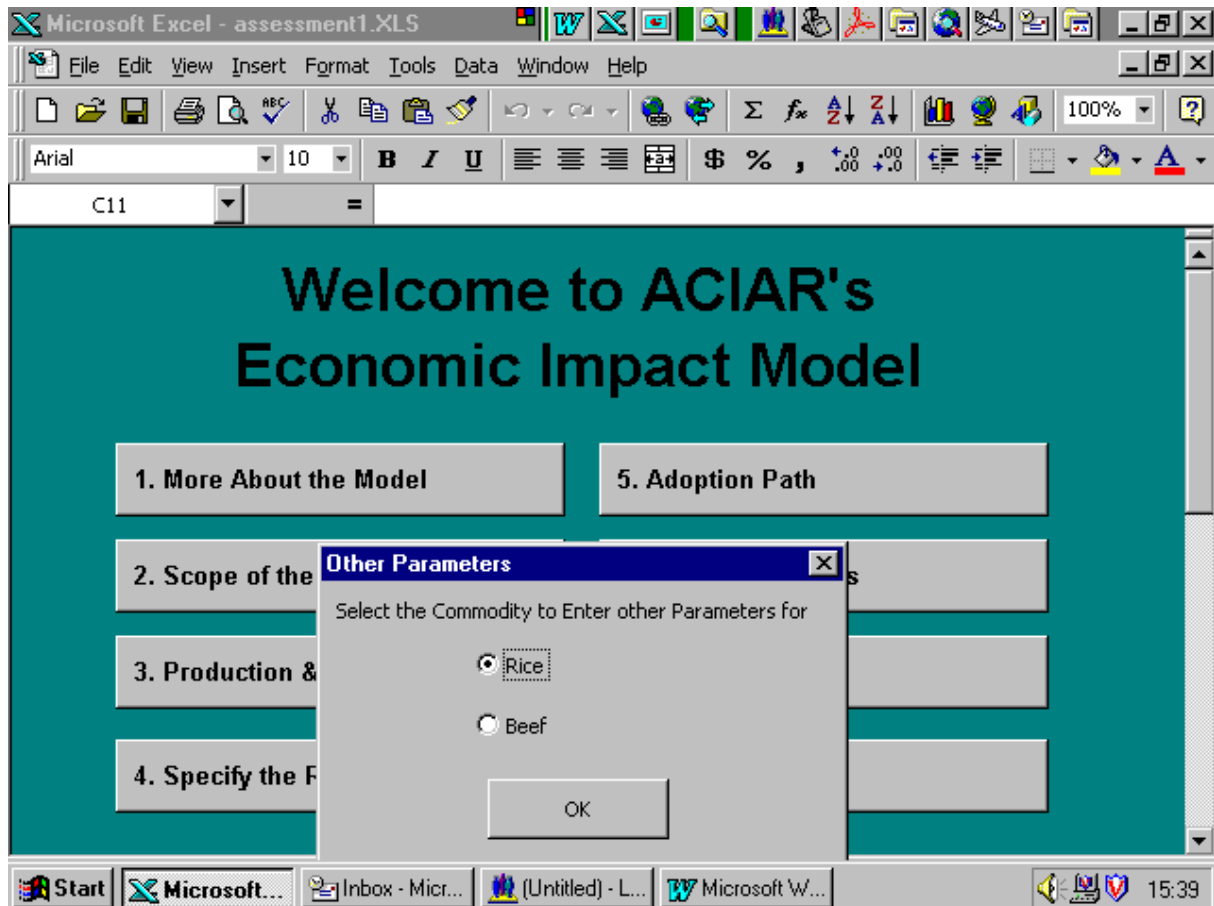 Microsoft Excel - assessment1.XLS
File Edit View Insert Format Tools Data Window Help
100%
Arial 10 B I U $ % ,
C11 =
Welcome to ACIAR's
Economic Impact Model
1. More About the Model 5. Adoption Path
2. Scope of the s
Other Parameters
Select the Commodity to Enter other Parameters for
Rice
3. Production &
Beef
4. Specify the
OK
Start Microsoft... Inbox - Micr... (Untitled) - L... Microsoft W... 15:39